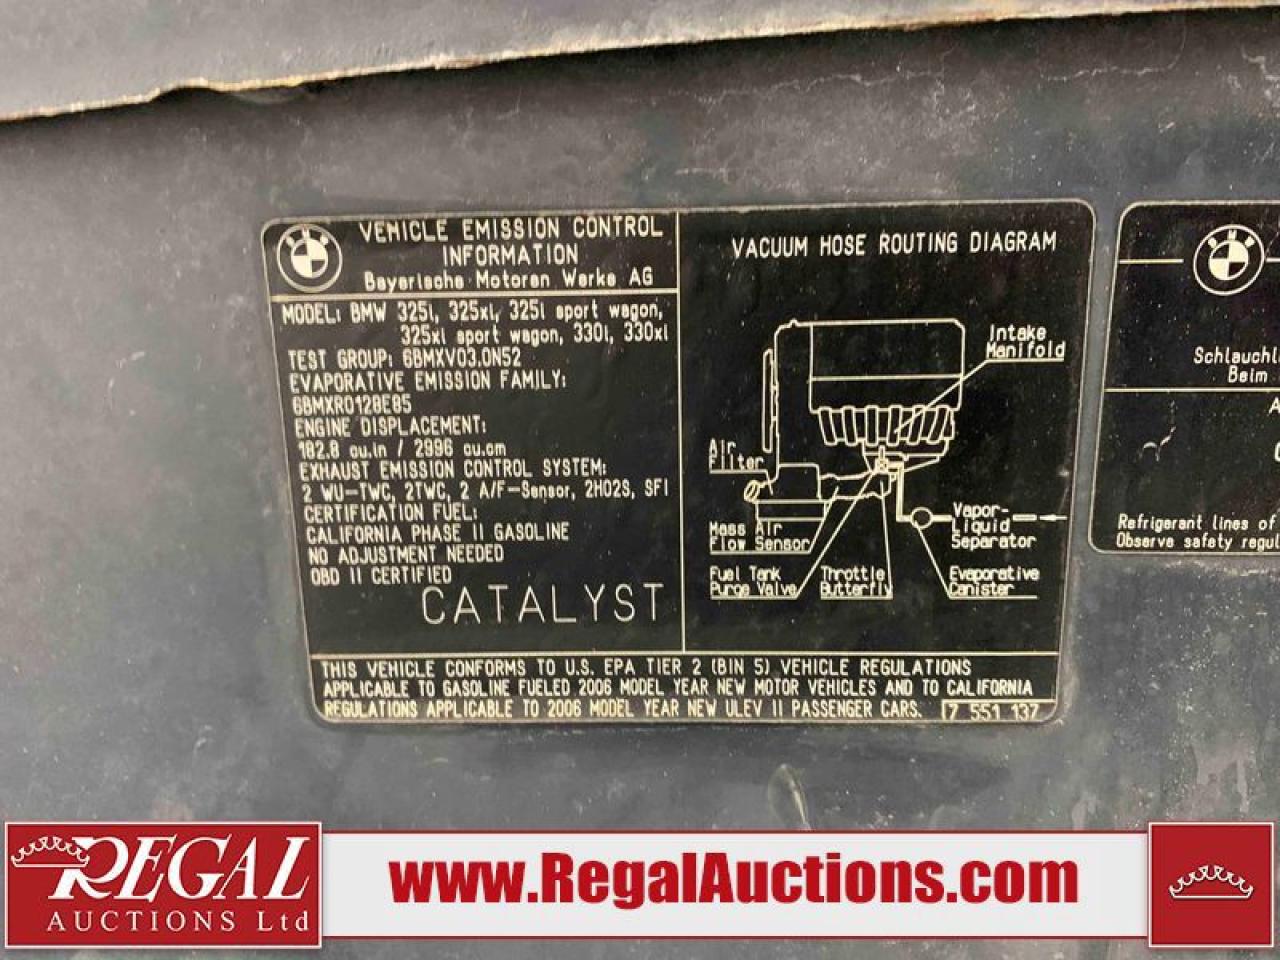 VEHICLE EMISSION CONTROL
INFORMATION
Bayerische Motoren Werke AG
MODEL: BMW 325i, 325xi, 325i sport wagon,
325xi sport wagon, 330i, 330xi
TEST GROUP: 6BMXV03.0N52
EVAPORATIVE EMISSION FAMILY:
6BMXR0128E85
ENGINE DISPLACEMENT:
182.8 cu.in / 2996 cu.cm
EXHAUST EMISSION CONTROL SYSTEM:
2 WU-TWC, 2TWC, 2 A/F-Sensor, 2HO2S, SFI
CERTIFICATION FUEL:
CALIFORNIA PHASE II GASOLINE
NO ADJUSTMENT NEEDED
OBD II CERTIFIED
CATALYST
VACUUM HOSE ROUTING DIAGRAM
Intake
Manifold
Air
Filter
Mass Air
Flow Sensor
Vapor-
Liquid
Separator
Fuel Tank
Purge Valve
Throttle
Butterfly
Evaporative
Canister
THIS VEHICLE CONFORMS TO U.S. EPA TIER 2 (BIN 5) VEHICLE REGULATIONS
APPLICABLE TO GASOLINE FUELED 2006 MODEL YEAR NEW MOTOR VEHICLES AND TO CALIFORNIA
REGULATIONS APPLICABLE TO 2006 MODEL YEAR NEW ULEV II PASSENGER CARS.
7 551 137
BMW
Beim
Refrigerant lines of
Observe safety
REGAL
AUCTIONS Ltd
www.RegalAuctions.com